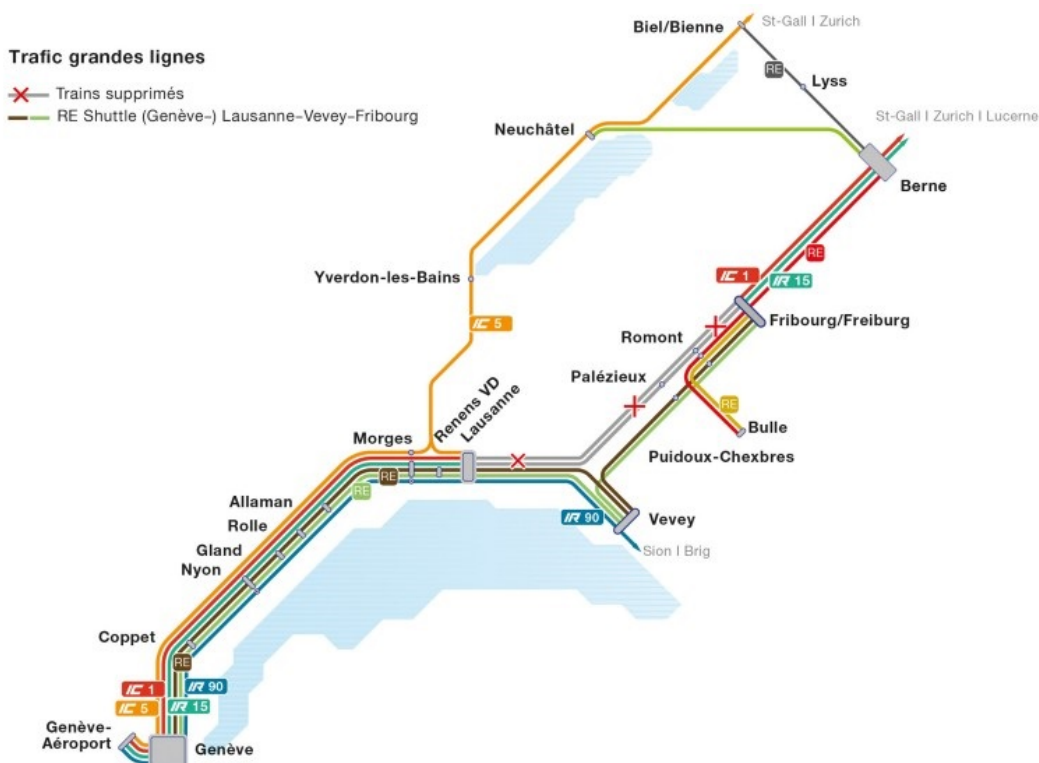 Biel/Bienne
St-Gall I Zurich
Trafic grandes lignes
RE
Lyss
Trains supprimés
RE Shuttle (Genève-) Lausanne-Vevey-Fribourg
St-Gall I Zurich I Lucerne
Neuchâtel
Berne
RE
Yverdon-les-Bains
IC 1
IR 15
IC 5
Fribourg/Freiburg
Romont
Palézieux
RE
Renens VD
Lausanne
Bulle
Morges
Puidoux-Chexbres
RE
RE
Allaman
IR 90
Vevey
Rolle
Sion I Brig
Gland
Nyon
Coppet
RE
IC 1
IR 90
IC 5
IR 15
Genève-
Aéroport
Genève